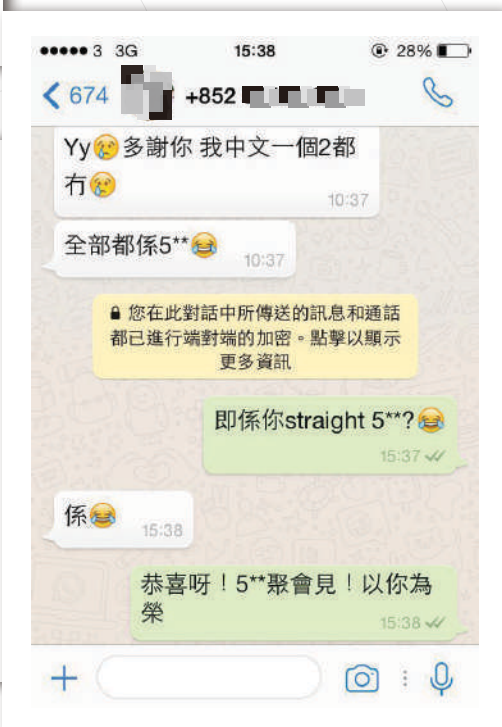 3 3G 15:38 28%
674 +852
Yy😢多謝你 我中文一個2都
冇😢
10:37
全部都係5**😂
10:37
🔒 您在此對話中所傳送的訊息和通話
都已進行端對端的加密。點擊以顯示
更多資訊
即係你straight 5**?😂
15:37
係😂
15:38
恭喜呀！5**聚會見！以你為
榮
15:38